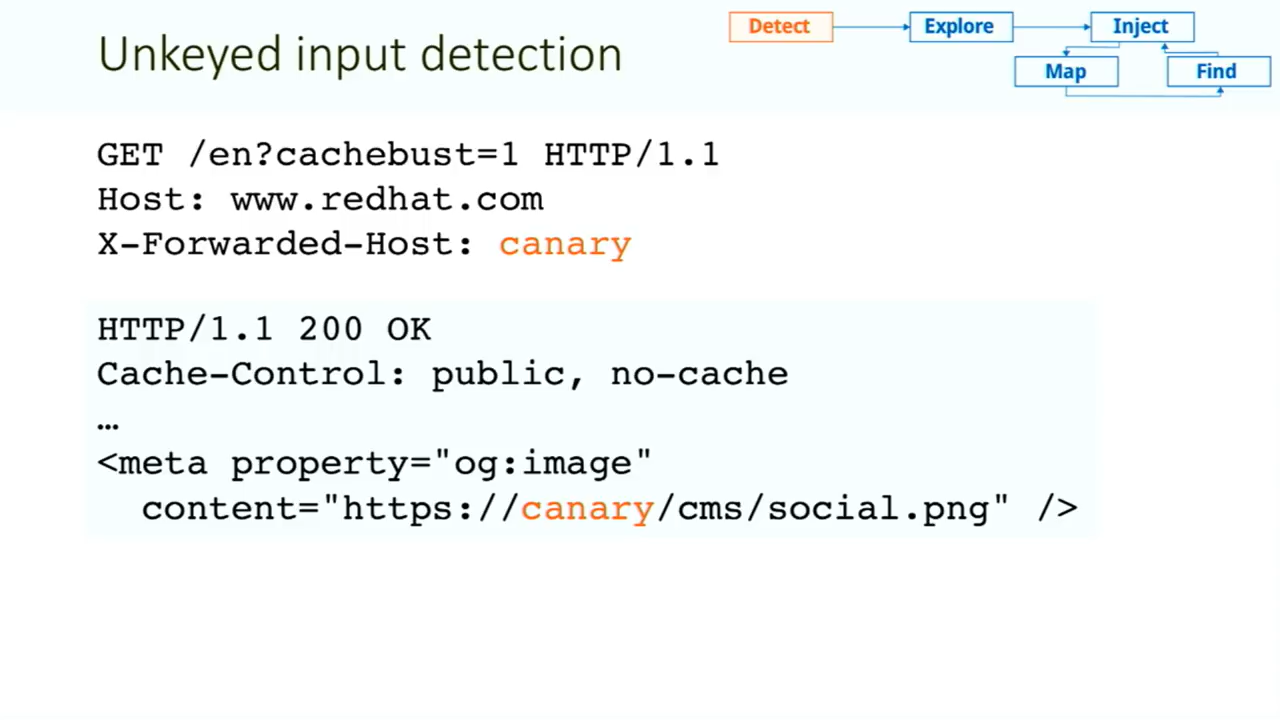 Unkeyed input detection
Detect
Explore
Inject
Map
Find
GET /en?cachebust=1 HTTP/1.1
Host: www.redhat.com
X-Forwarded-Host: canary
HTTP/1.1 200 OK
Cache-Control: public, no-cache
…
<meta property="og:image"
content="https://canary/cms/social.png" />